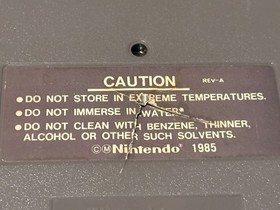 CAUTION REV-A
●DO NOT STORE IN EXTREME TEMPERATURES.
●DO NOT IMMERSE IN WATER.
●DO NOT CLEAN WITH BENZENE, THINNER,
ALCOHOL OR OTHER SUCH SOLVENTS.
©Ⓜ Nintendo 1985